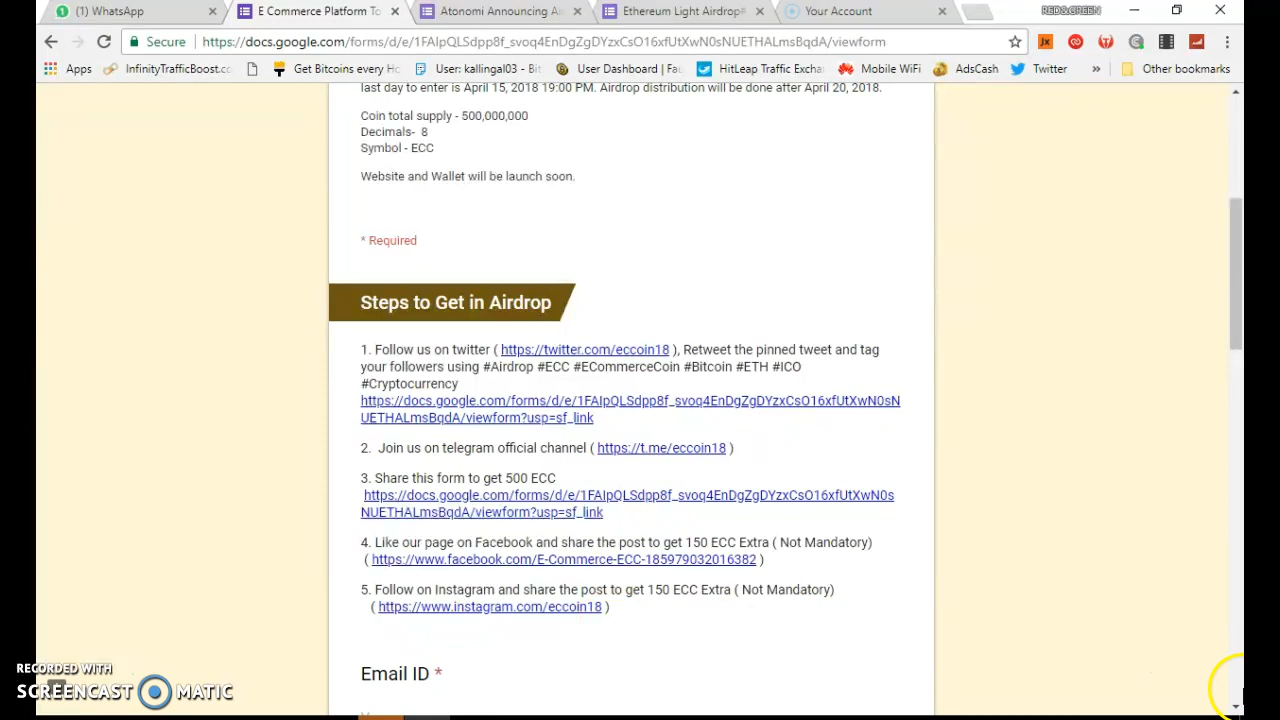 (1) WhatsApp
E Commerce Platform To
Atonomi Announcing Ai
Ethereum Light Airdrop#
Your Account
RED&GREEN
Secure
https://docs.google.com/forms/d/e/1FAIpQLSdpp8f_svoq4EnDgZgDYzxCsO16xfUtXwN0sNUETHALmsBqdA/viewform
Apps
InfinityTrafficBoost.c
Get Bitcoins every Ho
User: kallingal03 - Bit
User Dashboard | Fau
HitLeap Traffic Excha
Mobile WiFi
AdsCash
Twitter
»
Other bookmarks
last day to enter is April 15, 2018 19:00 PM. Airdrop distribution will be done after April 20, 2018.
Coin total supply - 500,000,000
Decimals- 8
Symbol - ECC
Website and Wallet will be launch soon.
* Required
Steps to Get in Airdrop
1. Follow us on twitter ( https://twitter.com/eccoin18 ), Retweet the pinned tweet and tag
your followers using #Airdrop #ECC #ECommerceCoin #Bitcoin #ETH #ICO
#Cryptocurrency
https://docs.google.com/forms/d/e/1FAIpQLSdpp8f_svoq4EnDgZgDYzxCsO16xfUtXwN0sN
UETHALmsBqdA/viewform?usp=sf_link
2. Join us on telegram official channel ( https://t.me/eccoin18 )
3. Share this form to get 500 ECC
https://docs.google.com/forms/d/e/1FAIpQLSdpp8f_svoq4EnDgZgDYzxCsO16xfUtXwN0s
NUETHALmsBqdA/viewform?usp=sf_link
4. Like our page on Facebook and share the post to get 150 ECC Extra ( Not Mandatory)
( https://www.facebook.com/E-Commerce-ECC-185979032016382 )
5. Follow on Instagram and share the post to get 150 ECC Extra ( Not Mandatory)
( https://www.instagram.com/eccoin18 )
Email ID *
RECORDED WITH
SCREENCAST MATIC